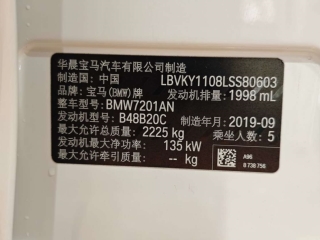 华晨宝马汽车有限公司制造
制造国: 中国 LBVKY1108LSS80603
品牌: 宝马(BMW)牌 发动机排量: 1998 mL
整车型号: BMW7201AN
发动机型号: B48B20C 制造年月: 2019-09
最大允许总质量: 2225 kg 乘坐人数: 5
发动机最大净功率: 135 kW
最大允许牵引质量: -- kg
A96
8 738 756